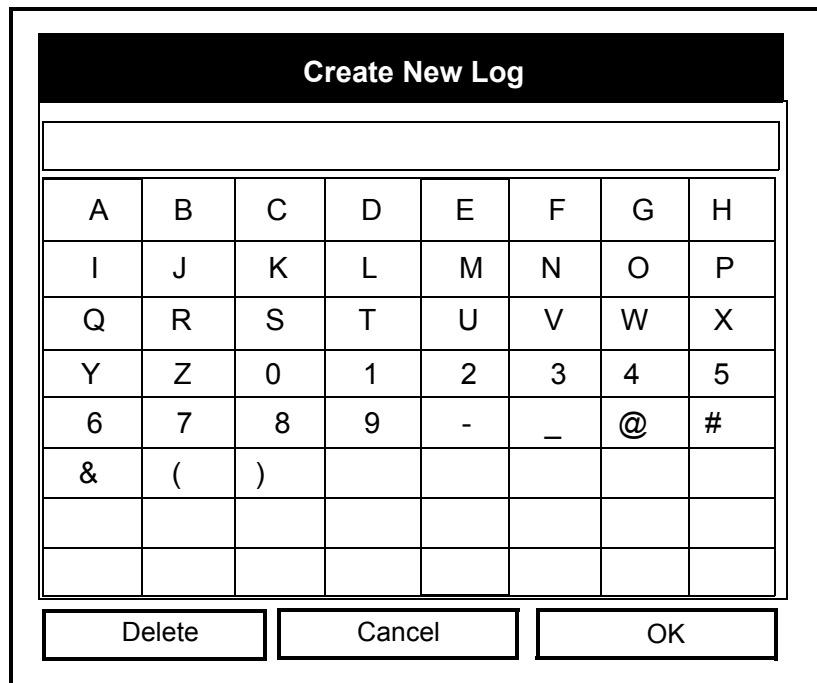 Create New Log
A B C D E F G H
I J K L M N O P
Q R S T U V W X
Y Z 0 1 2 3 4 5
6 7 8 9 - _ @ #
& ( )
Delete Cancel OK